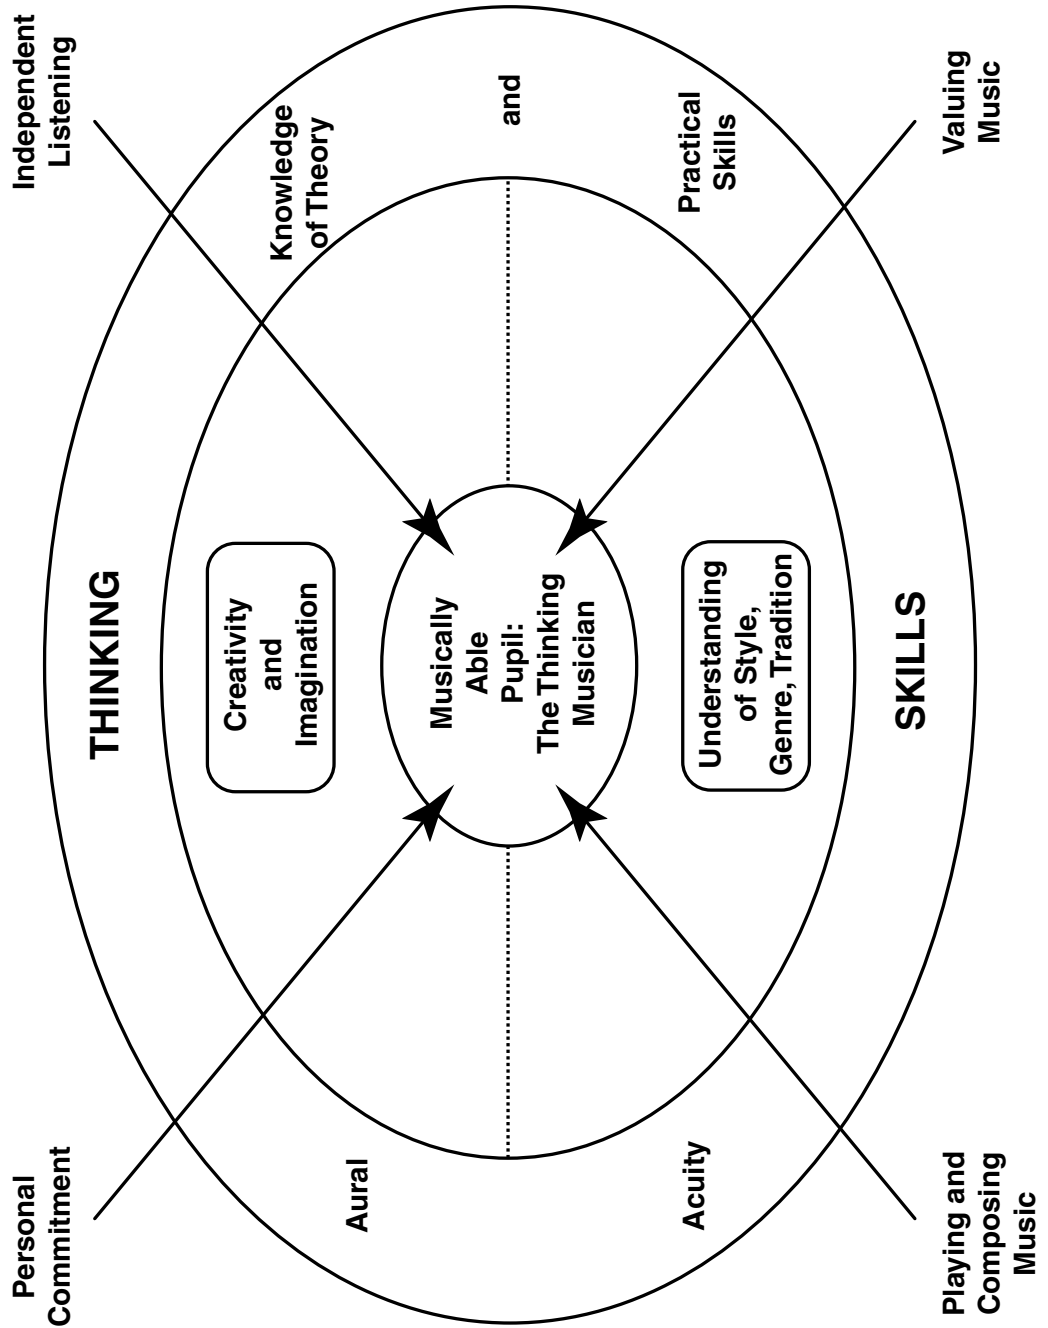 Personal
Commitment
Independent
Listening
THINKING
Creativity
and
Imagination
Aural
Knowledge
of Theory
and
Musically
Able
Pupil:
The Thinking
Musician
Acuity
Practical
Skills
Understanding
of Style,
Genre, Tradition
SKILLS
Playing and
Composing
Music
Valuing
Music